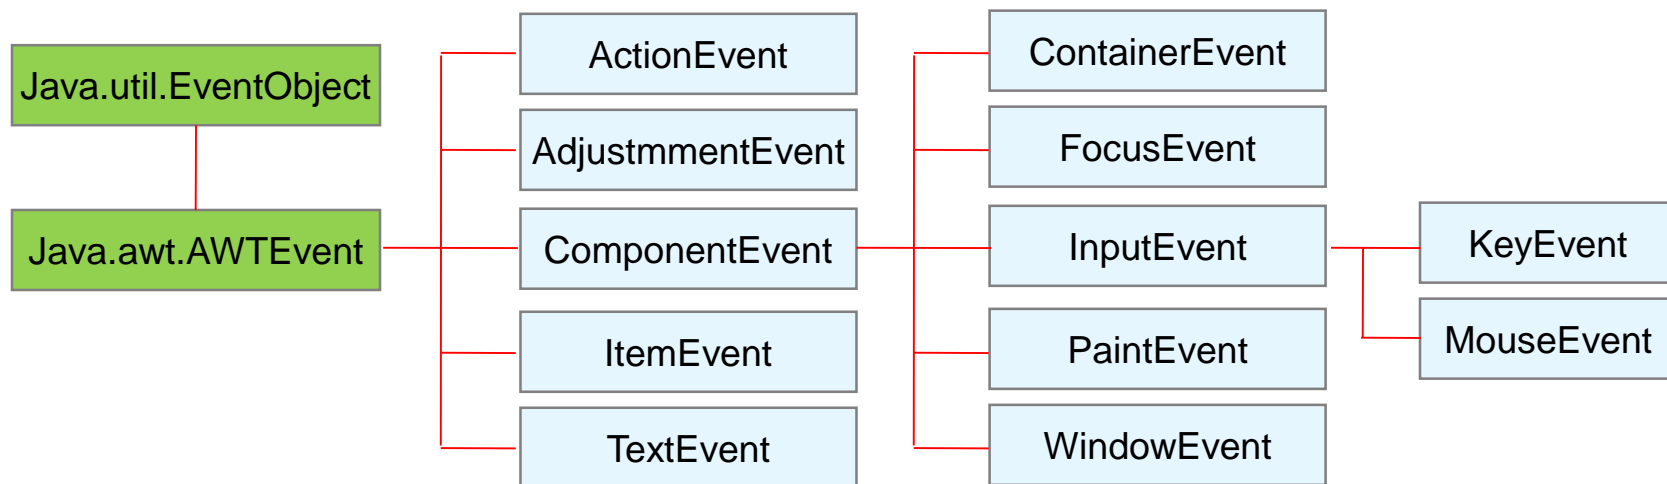 Java.util.EventObject
Java.awt.AWTEvent
ActionEvent
AdjustmmentEvent
ComponentEvent
ItemEvent
TextEvent
ContainerEvent
FocusEvent
InputEvent
PaintEvent
WindowEvent
KeyEvent
MouseEvent